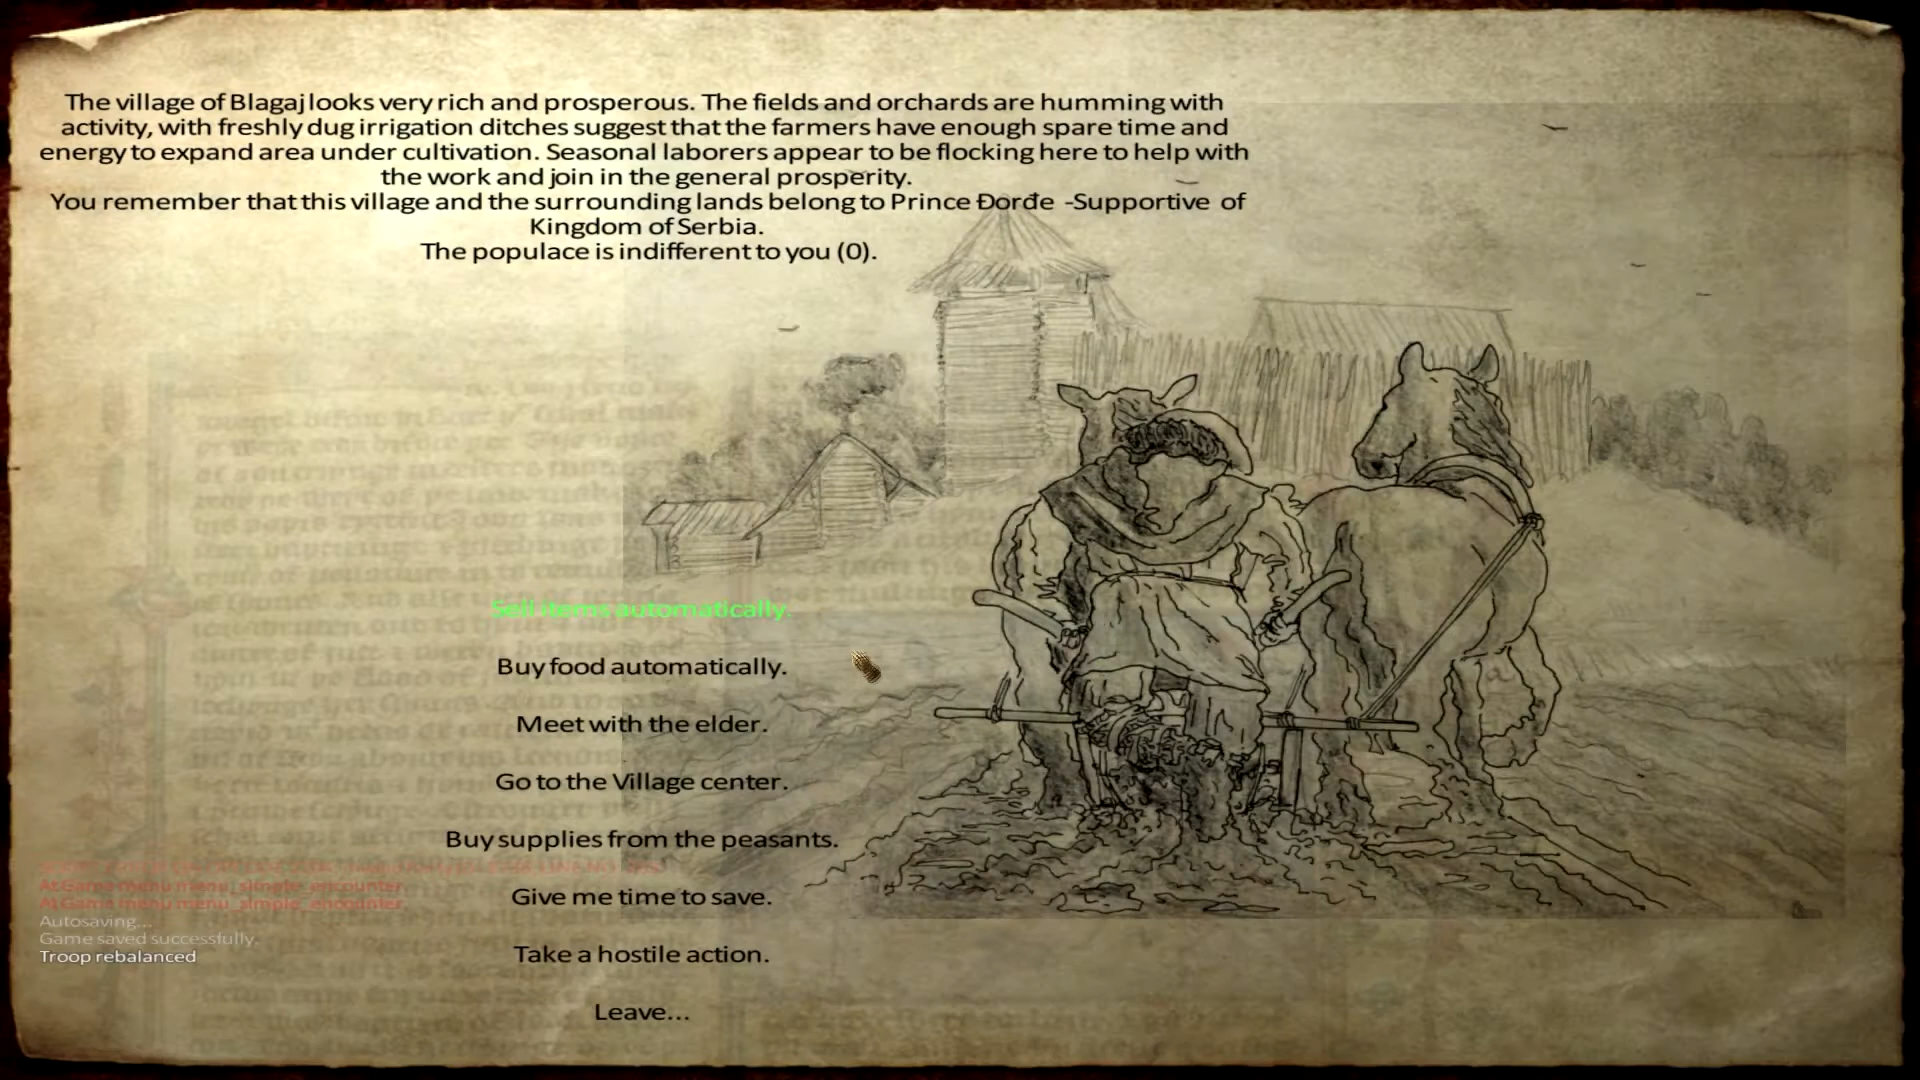 The village of Blagaj looks very rich and prosperous. The fields and orchards are humming with
activity, with freshly dug irrigation ditches suggest that the farmers have enough spare time and
energy to expand area under cultivation. Seasonal laborers appear to be flocking here to help with
the work and join in the general prosperity.
You remember that this village and the surrounding lands belong to Prince Đorđe -Supportive of
Kingdom of Serbia.
The populace is indifferent to you (0).
Sell items automatically.
Buy food automatically.
Meet with the elder.
Go to the Village center.
Buy supplies from the peasants.
Give me time to save.
Take a hostile action.
Leave...
At Game menu menu_simple_encounter.
At Game menu menu_simple_encounter.
Autosaving...
Game saved successfully.
Troop rebalanced